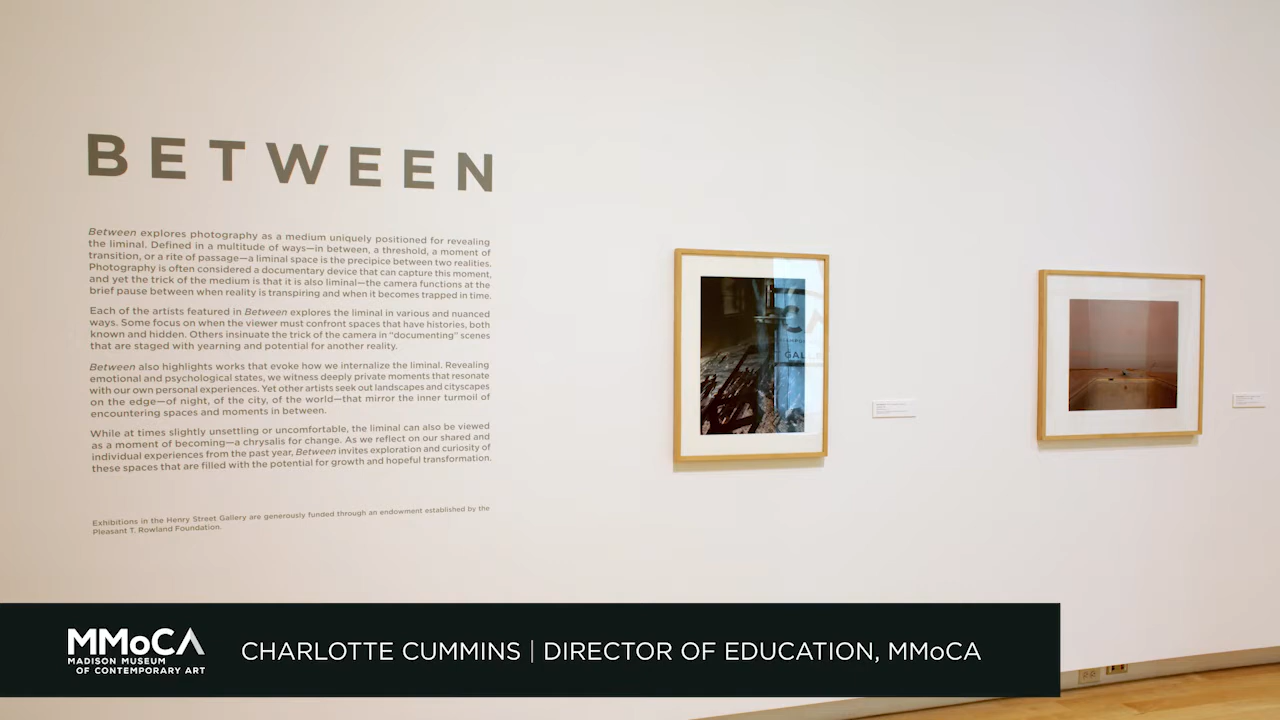 BETWEEN
Between explores photography as a medium uniquely positioned for revealing
the liminal. Defined in a multitude of ways—in between, a threshold, a moment of
transition, or a rite of passage—a liminal space is the precipice between two realities.
Photography is often considered a documentary device that can capture this moment,
and yet the trick of the medium is that it is also liminal—the camera functions at the
brief pause between when reality is transpiring and when it becomes trapped in time.
Each of the artists featured in Between explores the liminal in various and nuanced
ways. Some focus on when the viewer must confront spaces that have histories, both
known and hidden. Others insinuate the trick of the camera in "documenting" scenes
that are staged with yearning and potential for another reality.
Between also highlights works that evoke how we internalize the liminal. Revealing
emotional and psychological states, we witness deeply private moments that resonate
with our own personal experiences. Yet other artists seek out landscapes and cityscapes
on the edge—of night, of the city, of the world—that mirror the inner turmoil of
encountering spaces and moments in between.
While at times slightly unsettling or uncomfortable, the liminal can also be viewed
as a moment of becoming—a chrysalis for change. As we reflect on our shared and
individual experiences from the past year, Between invites exploration and curiosity of
these spaces that are filled with the potential for growth and hopeful transformation.
Exhibitions in the Henry Street Gallery are generously funded through an endowment established by the
Pleasant T. Rowland Foundation.
MMoCA
MADISON MUSEUM
OF CONTEMPORARY ART
CHARLOTTE CUMMINS | DIRECTOR OF EDUCATION, MMoCA